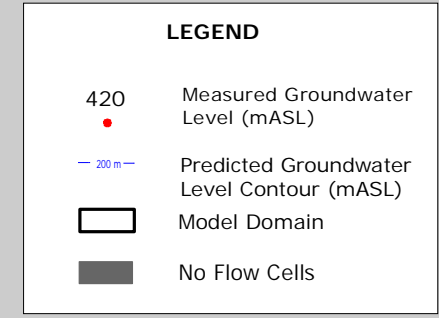 LEGEND
420
Measured Groundwater
Level (mASL)
200 m
Predicted Groundwater
Level Contour (mASL)
Model Domain
No Flow Cells